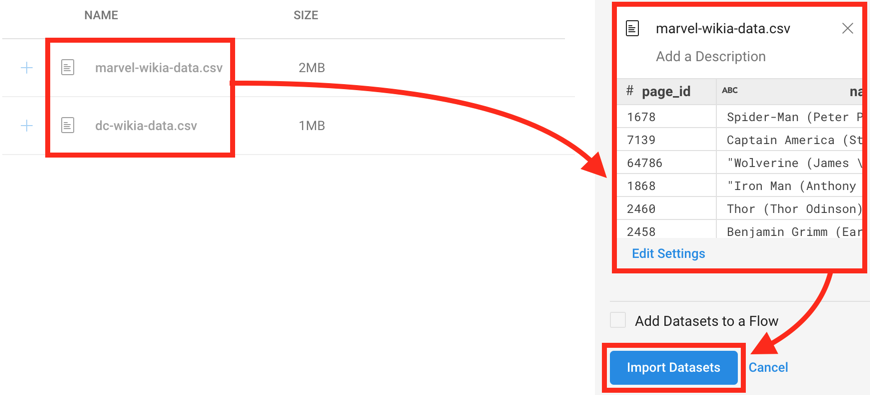 NAME SIZE
marvel-wikia-data.csv 2MB
dc-wikia-data.csv 1MB
marvel-wikia-data.csv
Add a Description
# page_id ABC na
1678 Spider-Man (Peter P
7139 Captain America (St
64786 "Wolverine (James \
1868 "Iron Man (Anthony
2460 Thor (Thor Odinson)
2458 Benjamin Grimm (Ear
Edit Settings
Add Datasets to a Flow
Import Datasets Cancel